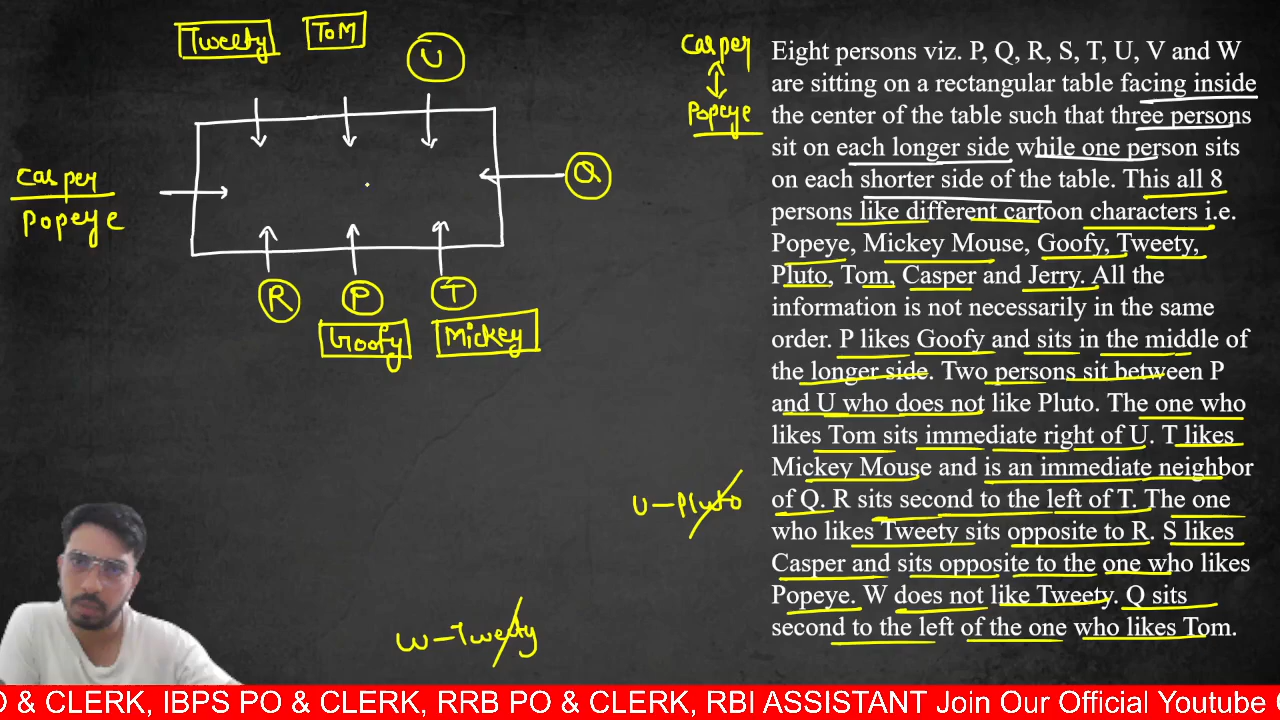 Tweety
ToM
U
Casper
Popeye
Q
Casper
Popeye
R
P
T
Goofy
Mickey
U-Pluto
W-Tweety
Eight persons viz. P, Q, R, S, T, U, V and W
are sitting on a rectangular table facing inside
the center of the table such that three persons
sit on each longer side while one person sits
on each shorter side of the table. This all 8
persons like different cartoon characters i.e.
Popeye, Mickey Mouse, Goofy, Tweety,
Pluto, Tom, Casper and Jerry. All the
information is not necessarily in the same
order. P likes Goofy and sits in the middle of
the longer side. Two persons sit between P
and U who does not like Pluto. The one who
likes Tom sits immediate right of U. T likes
Mickey Mouse and is an immediate neighbor
of Q. R sits second to the left of T. The one
who likes Tweety sits opposite to R. S likes
Casper and sits opposite to the one who likes
Popeye. W does not like Tweety. Q sits
second to the left of the one who likes Tom.
O & CLERK, IBPS PO & CLERK, RRB PO & CLERK, RBI ASSISTANT Join Our Official Youtube